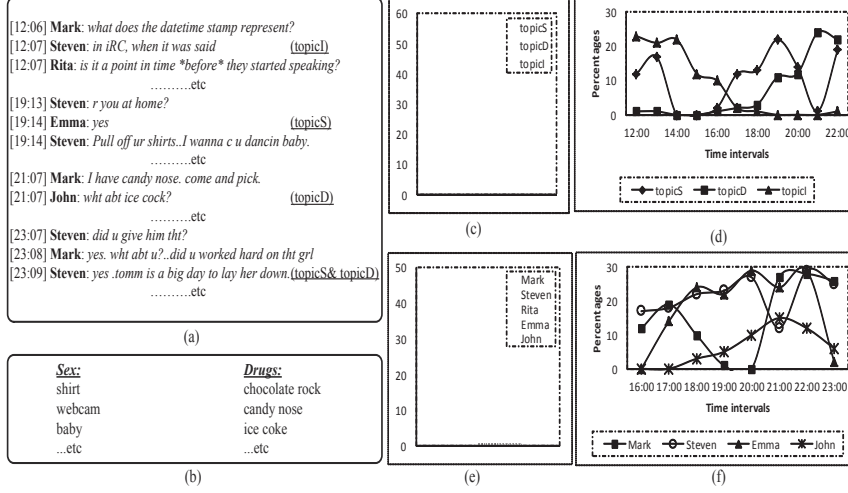 [12:06] Mark: what does the datetime stamp represent?
[12:07] Steven: in iRC, when it was said (topicI)
[12:07] Rita: is it a point in time *before* they started speaking?
..........etc
[19:13] Steven: r you at home?
[19:14] Emma: yes (topicS)
[19:14] Steven: Pull off ur shirts..I wanna c u dancin baby.
..........etc
[21:07] Mark: I have candy nose. come and pick.
[21:07] John: wht abt ice cock? (topicD)
..........etc
[23:07] Steven: did u give him tht?
[23:08] Mark: yes. wht abt u?..did u worked hard on tht grl
[23:09] Steven: yes .tomm is a big day to lay her down.(topicS& topicD)
..........etc
(a)
Sex: Drugs:
shirt chocolate rock
webcam candy nose
baby ice coke
...etc ...etc
(b)
60
50
40
30
20
10
0
topicS
topicD
topicI
(c)
Percentages
30
20
10
0
12:00 14:00 16:00 18:00 20:00 22:00
Time intervals
topicS topicD topicI
(d)
50
40
30
20
10
0
Mark
Steven
Rita
Emma
John
(e)
Percentages
30
20
10
0
16:00 17:00 18:00 19:00 20:00 21:00 22:00 23:00
Time intervals
Mark Steven Emma John
(f)